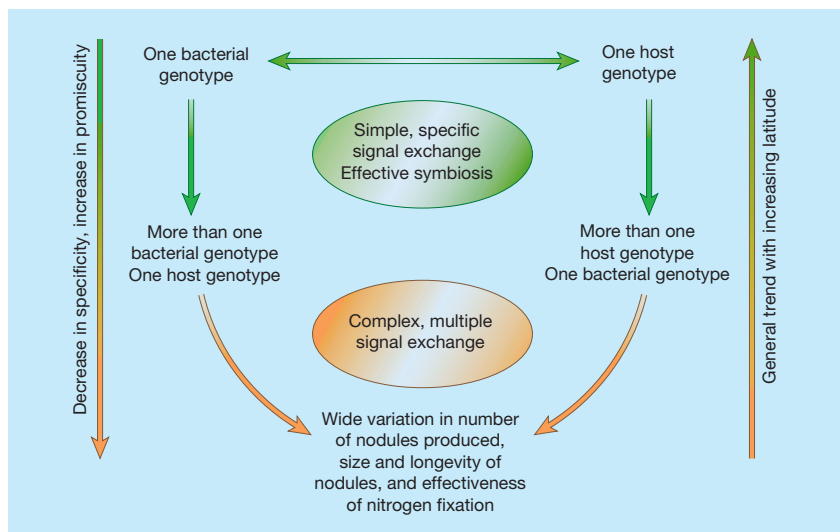 One bacterial
genotype
One host
genotype
Simple, specific
signal exchange
Effective symbiosis
More than one
bacterial genotype
One host genotype
More than one
host genotype
One bacterial genotype
Complex, multiple
signal exchange
Wide variation in number
of nodules produced,
size and longevity of
nodules, and effectiveness
of nitrogen fixation
Decrease in specificity, increase in promiscuity
General trend with increasing latitude